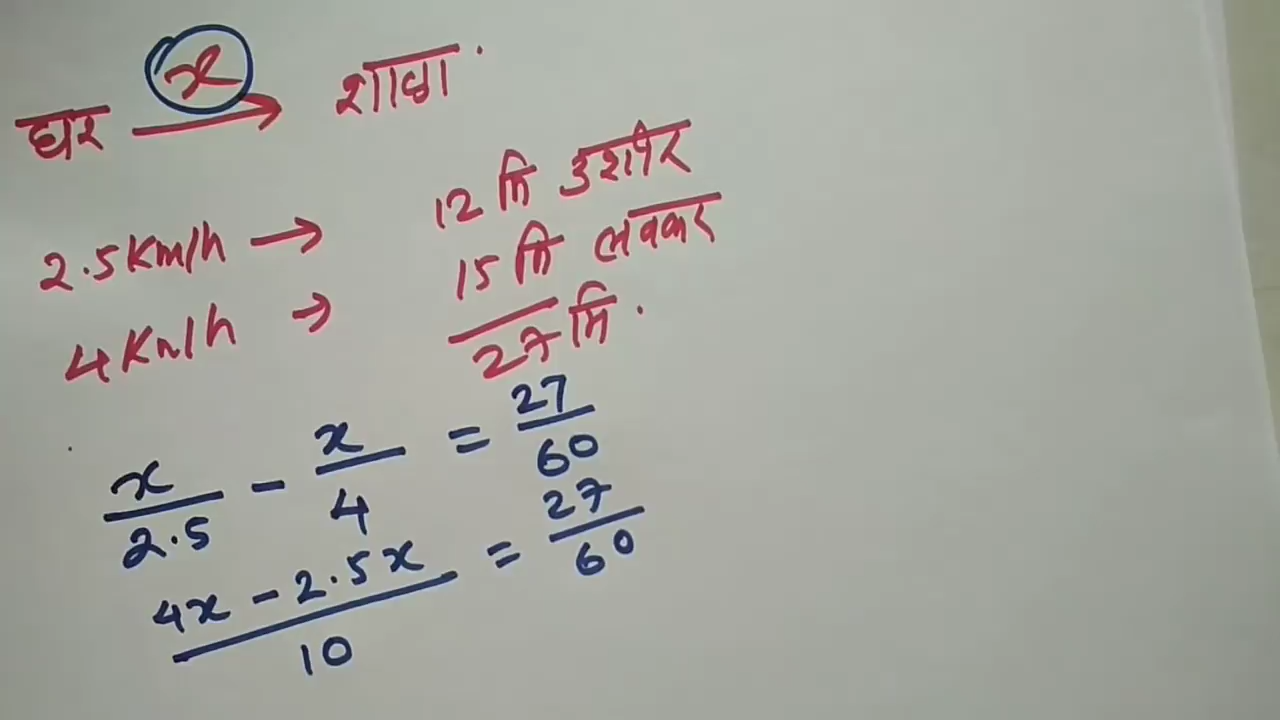 घर x → शाळा.
2.5 Km/h → 12 मि उशीर
4 Km/h → 15 मि लवकर
27 मि.
x/2.5 - x/4 = 27/60
4x - 2.5x/10 = 27/60